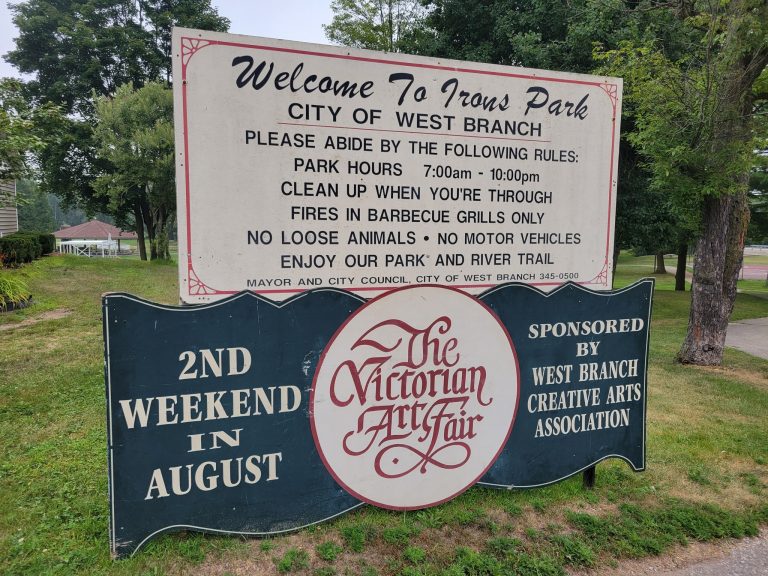 Welcome To Irons Park
CITY OF WEST BRANCH
PLEASE ABIDE BY THE FOLLOWING RULES:
PARK HOURS 7:00am - 10:00pm
CLEAN UP WHEN YOU'RE THROUGH
FIRES IN BARBECUE GRILLS ONLY
NO LOOSE ANIMALS • NO MOTOR VEHICLES
ENJOY OUR PARK AND RIVER TRAIL
MAYOR AND CITY COUNCIL, CITY OF WEST BRANCH 345-0500
2ND
WEEKEND
IN
AUGUST
The
Victorian
Art Fair
SPONSORED
BY
WEST BRANCH
CREATIVE ARTS
ASSOCIATION